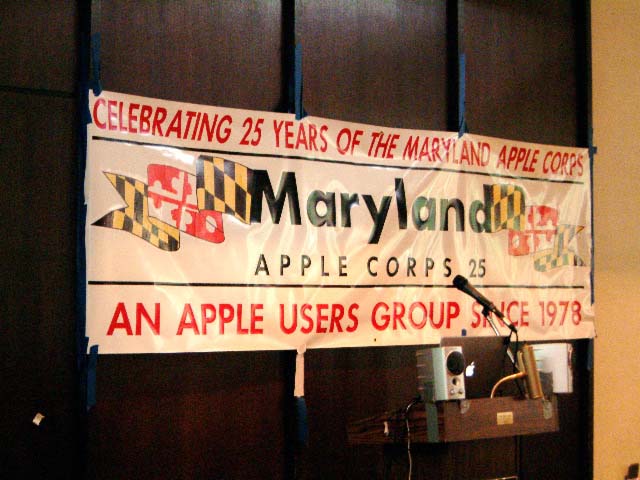 CELEBRATING 25 YEARS OF THE MARYLAND APPLE CORPS
Maryland
APPLE CORPS 25
AN APPLE USERS GROUP SINCE 1978